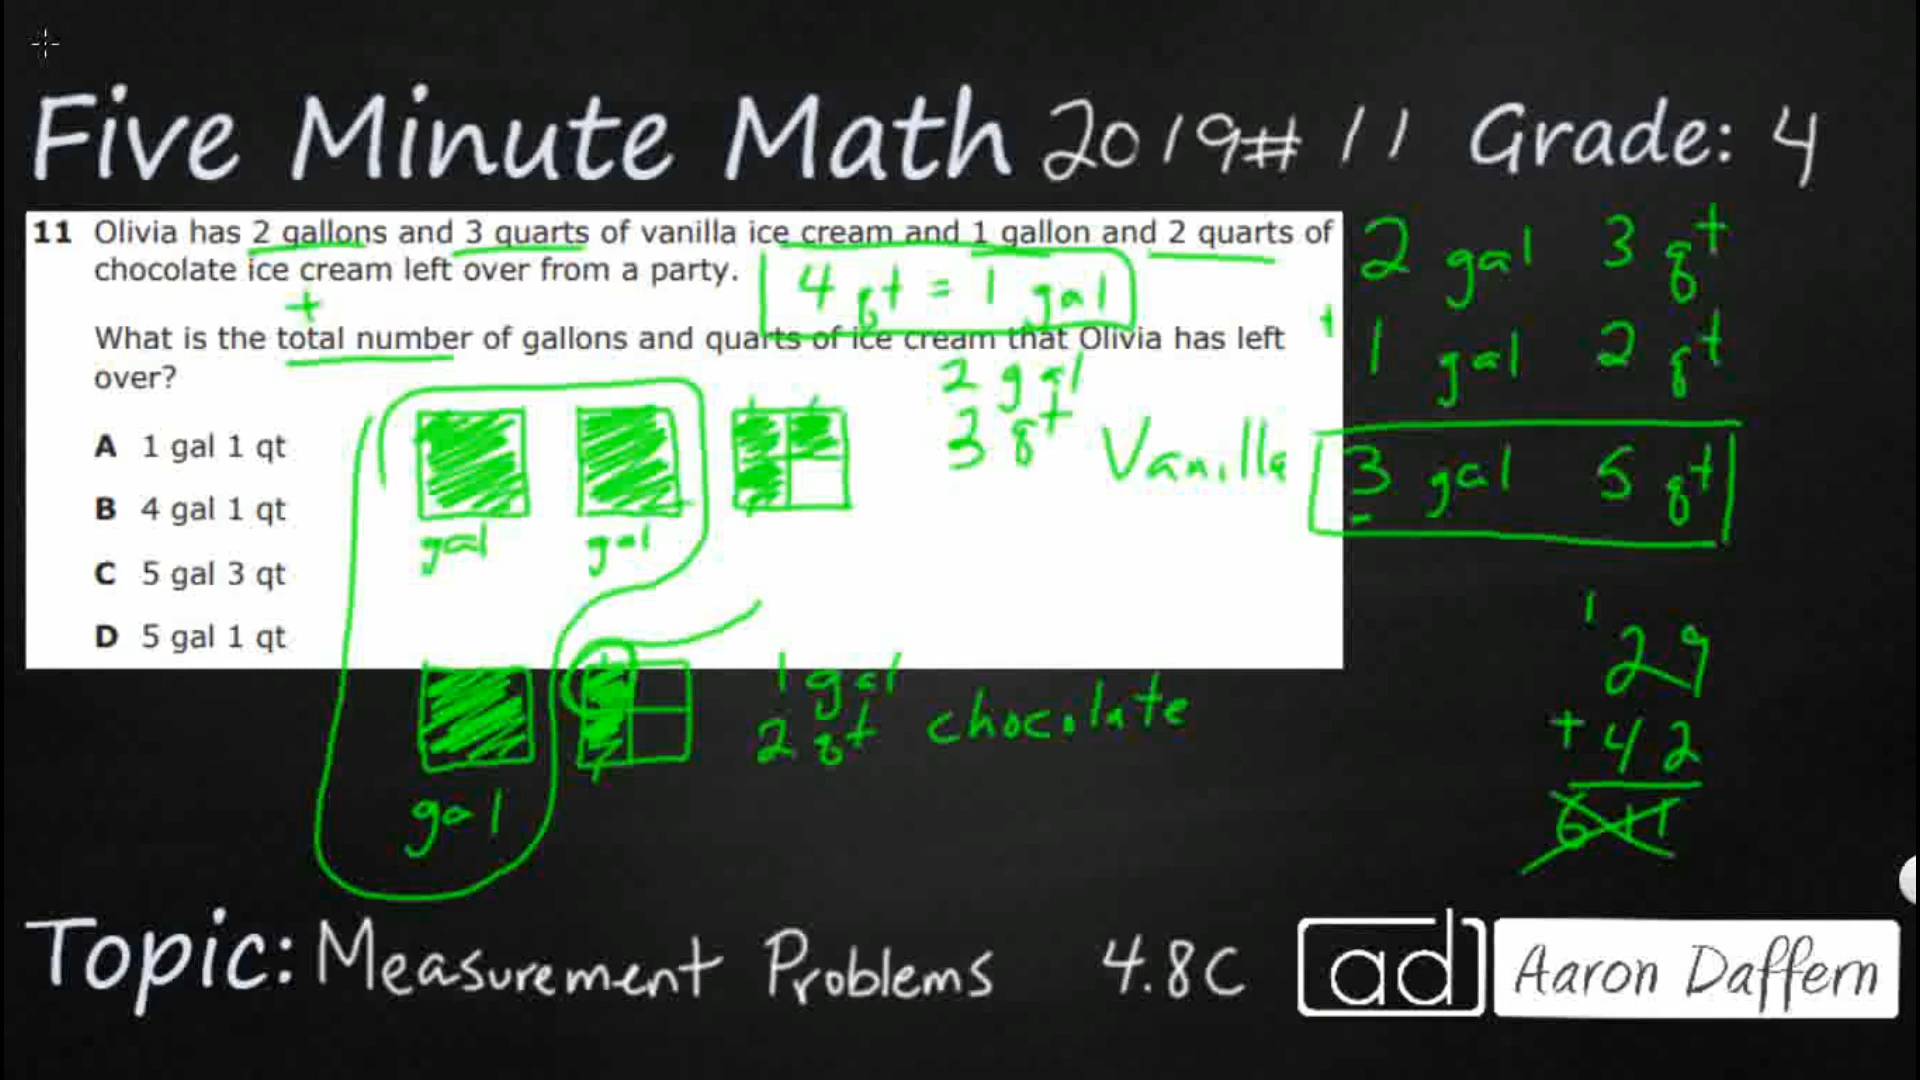 Five Minute Math 2019# 11 Grade: 4
11 Olivia has 2 gallons and 3 quarts of vanilla ice cream and 1 gallon and 2 quarts of
chocolate ice cream left over from a party.
4 qt = 1 gal
+
What is the total number of gallons and quarts of ice cream that Olivia has left
over?
A 1 gal 1 qt
B 4 gal 1 qt
C 5 gal 3 qt
D 5 gal 1 qt
2 gal
3 qt Vanilla
gal gal
1 gal
2 qt chocolate
gal
2 gal 3 qt
+ 1 gal 2 qt
3 gal 5 qt
1
29
+ 42
6 11
Topic: Measurement Problems 4.8C ad Aaron Daffern